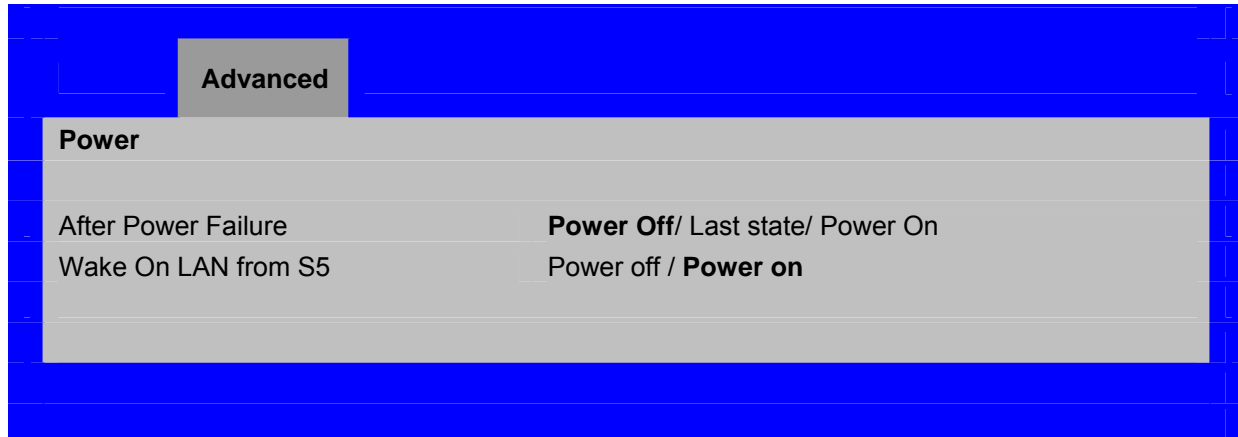 Advanced
Power
After Power Failure Power Off/ Last state/ Power On
Wake On LAN from S5 Power off / Power on